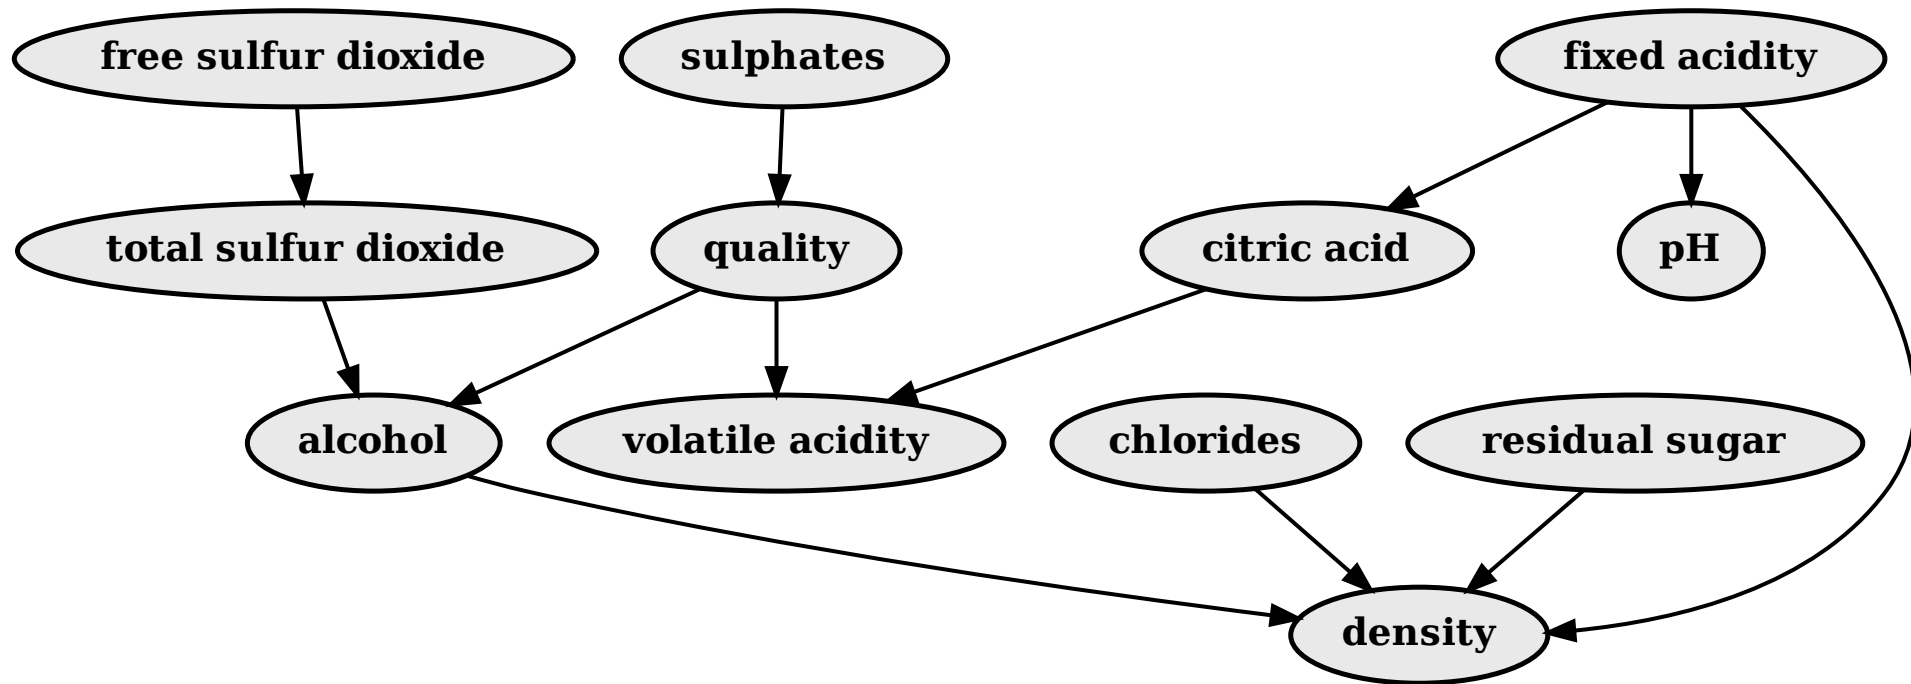 free sulfur dioxide
sulphates
fixed acidity
total sulfur dioxide
quality
citric acid
pH
alcohol
volatile acidity
chlorides
residual sugar
density